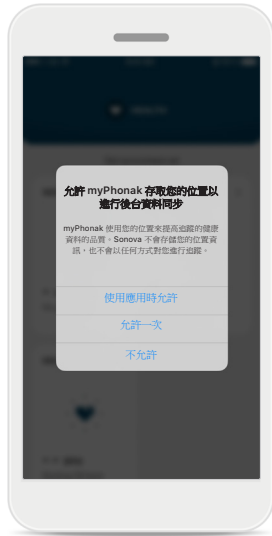 允許 myPhonak 存取您的位置以
進行後台資料同步
myPhonak 使用您的位置來提高追蹤的健康
資料的品質。Sonova 不會存儲您的位置資
訊，也不會以任何方式對您進行追蹤。
使用應用時允許
允許一次
不允許